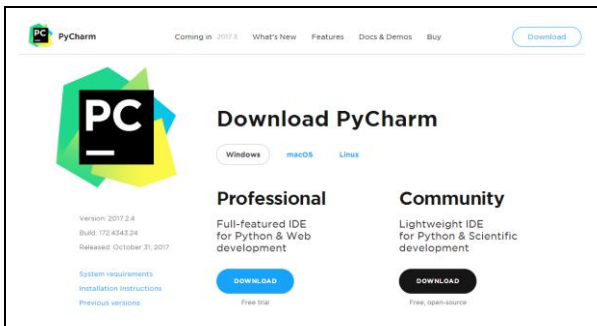 PC PyCharm Coming in 2017.3 What's New Features Docs & Demos Buy Download
PC
Download PyCharm
Windows macOS Linux
Professional Community
Full-featured IDE Lightweight IDE
for Python & Web for Python & Scientific
development development
Version: 2017.2.4
Build: 172.4343.24
Released: October 31, 2017
System requirements
Installation Instructions
Previous versions
DOWNLOAD DOWNLOAD
Free trial Free, open-source